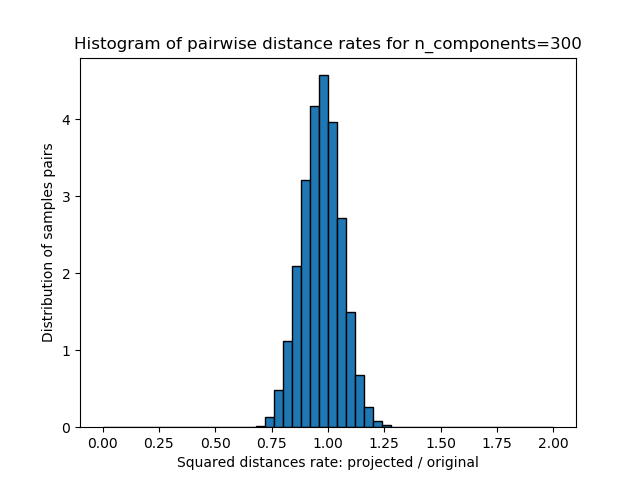 Histogram of pairwise distance rates for n_components=300
Distribution of samples pairs
4
3
2
1
0
0.00 0.25 0.50 0.75 1.00 1.25 1.50 1.75 2.00
Squared distances rate: projected / original